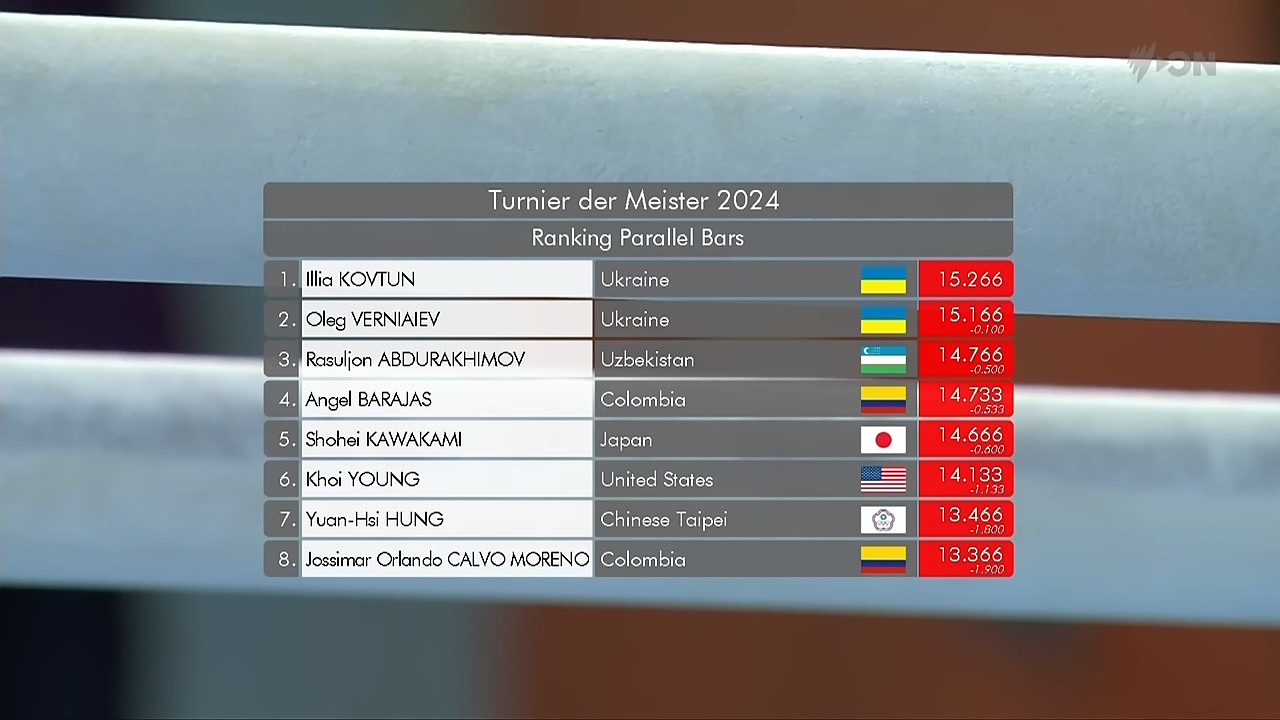 ON
Turnier der Meister 2024
Ranking Parallel Bars
1. Illia KOVTUN Ukraine 15.266
2. Oleg VERNIAIEV Ukraine 15.166 -0.100
3. Rasuljon ABDURAKHIMOV Uzbekistan 14.766 -0.500
4. Angel BARAJAS Colombia 14.733 -0.533
5. Shohei KAWAKAMI Japan 14.666 -0.600
6. Khoi YOUNG United States 14.133 -1.133
7. Yuan-Hsi HUNG Chinese Taipei 13.466 -1.800
8. Jossimar Orlando CALVO MORENO Colombia 13.366 -1.900